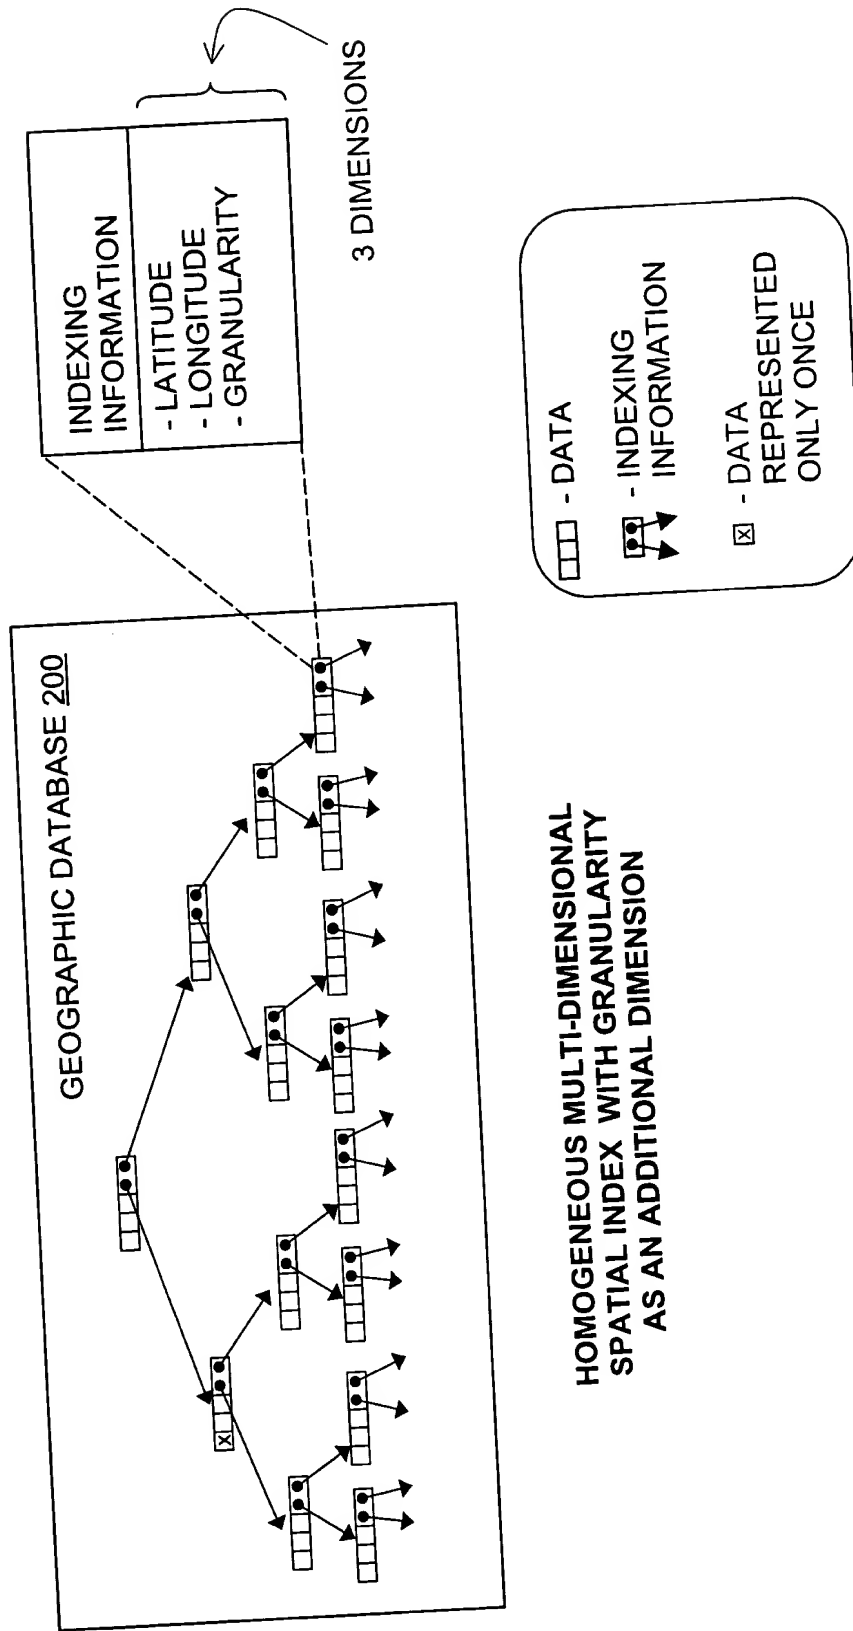 GEOGRAPHIC DATABASE 200
X
INDEXING
INFORMATION
- LATITUDE
- LONGITUDE
- GRANULARITY
3 DIMENSIONS
- DATA
- INDEXING
INFORMATION
X - DATA
REPRESENTED
ONLY ONCE
HOMOGENEOUS MULTI-DIMENSIONAL
SPATIAL INDEX WITH GRANULARITY
AS AN ADDITIONAL DIMENSION